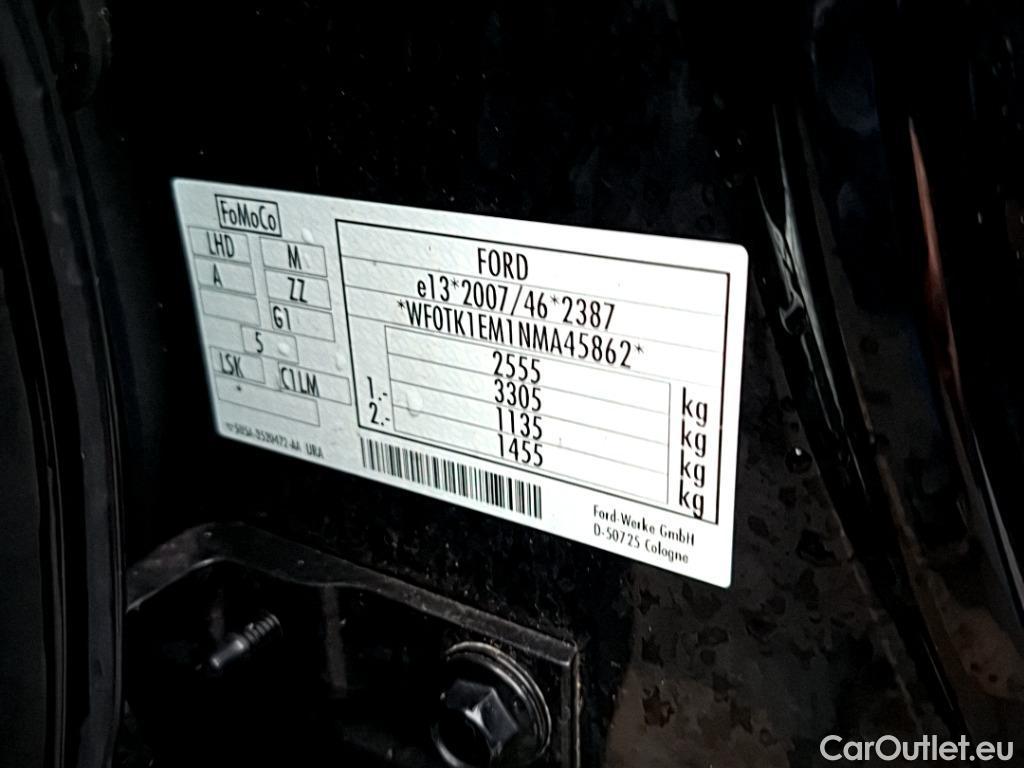 FoMoCo
LHD M
A ZZ
G1
5
LSK C1LM
*
FORD
e13*2007/46*2387
*WF0TK1EM1NMA45862*
2555 kg
3305 kg
1.- 1135 kg
2.- 1455 kg
Ford-Werke GmbH
D-50725 Cologne
CarOutlet.eu